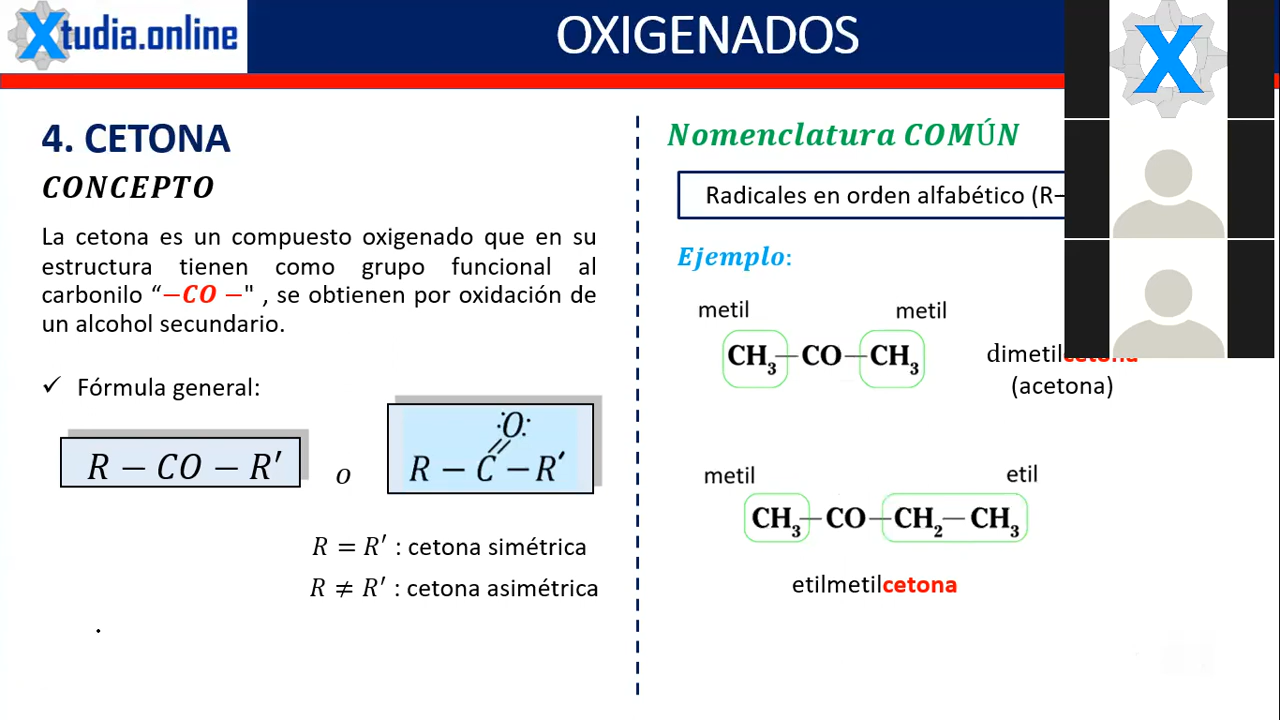 Xtudia.online
OXIGENADOS
X
4. CETONA
CONCEPTO
La cetona es un compuesto oxigenado que en su
estructura tienen como grupo funcional al
carbonilo “−CO −" , se obtienen por oxidación de
un alcohol secundario.
✓ Fórmula general:
R − CO − R′
o
:O:
R − C − R′
R = R′ : cetona simétrica
R ≠ R′ : cetona asimétrica
Nomenclatura COMÚN
Radicales en orden alfabético (R−
Ejemplo:
metil metil
CH₃—CO—CH₃
dimetilcetona
(acetona)
metil etil
CH₃—CO—CH₂—CH₃
etilmetilcetona